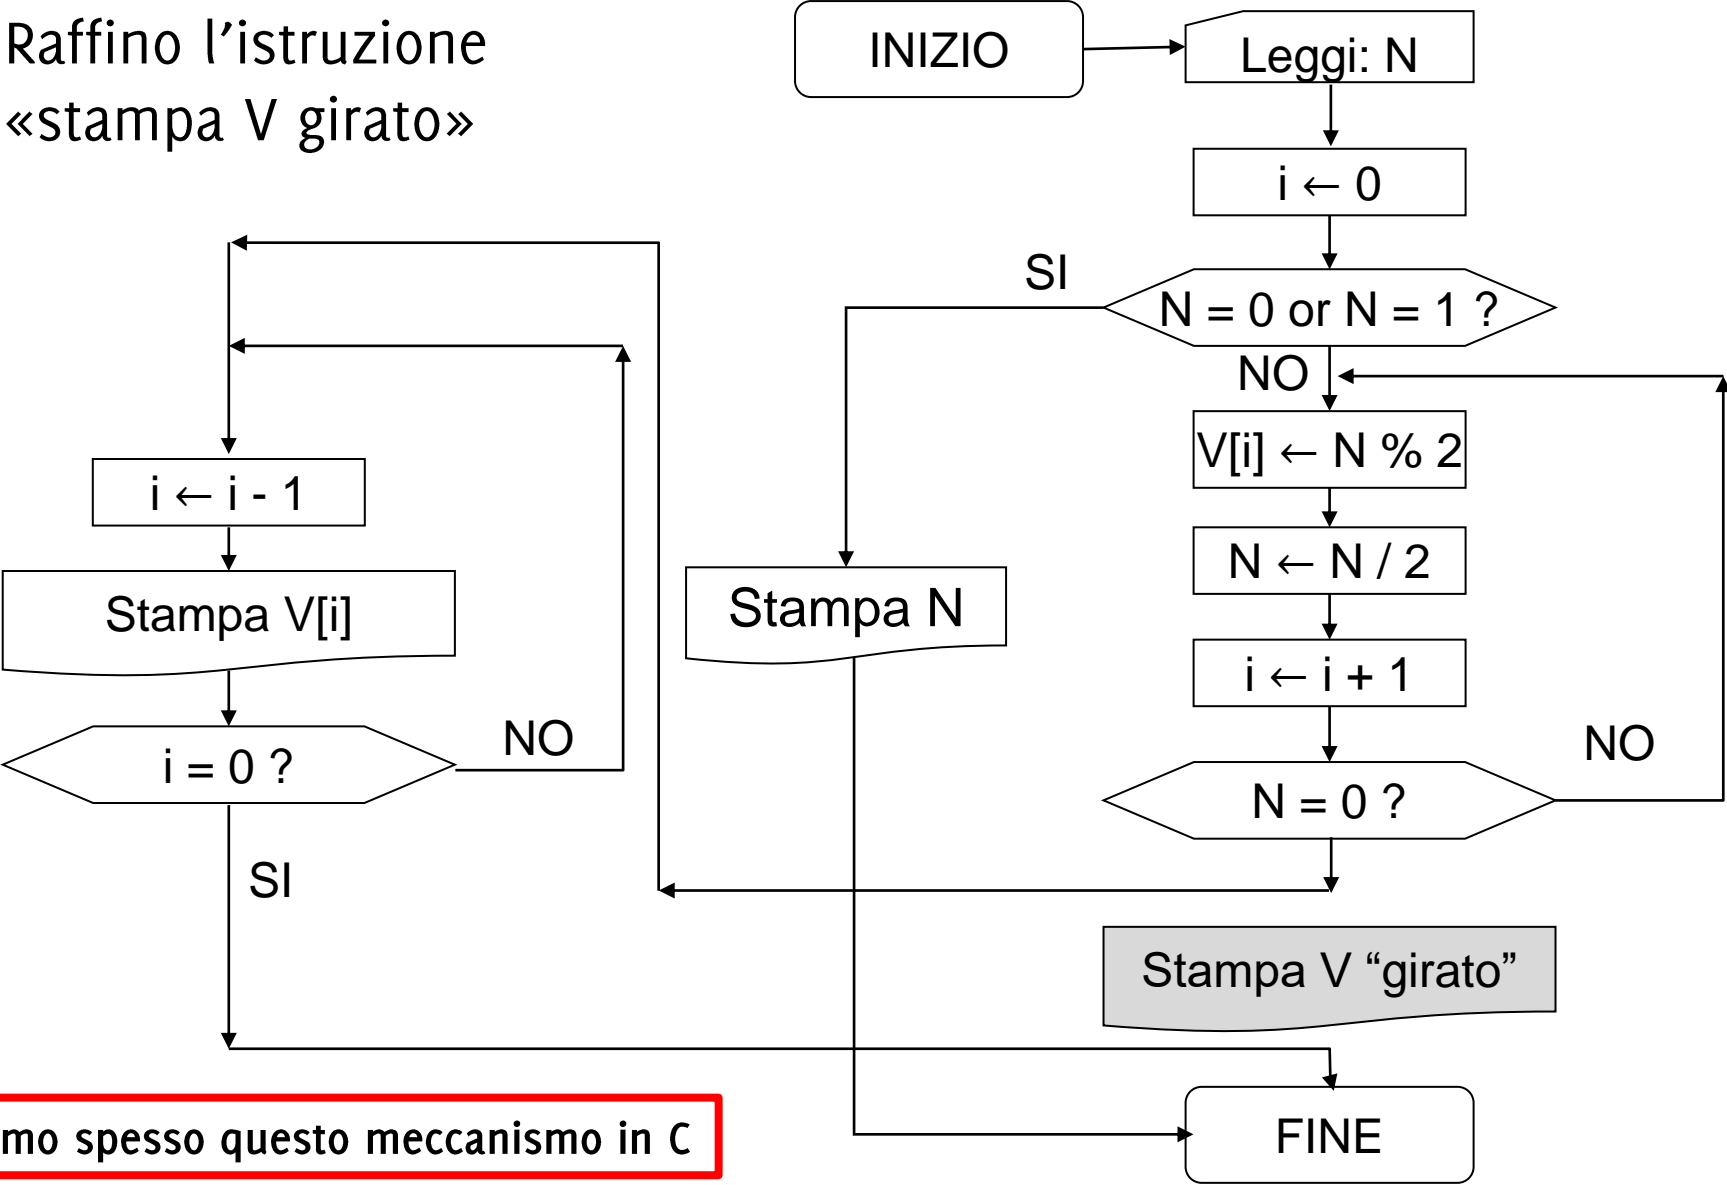 Raffino l’istruzione
«stampa V girato»
INIZIO
Leggi: N
i ← 0
SI
N = 0 or N = 1 ?
NO
V[i] ← N % 2
N ← N / 2
i ← i + 1
NO
N = 0 ?
i ← i - 1
Stampa V[i]
NO
i = 0 ?
SI
Stampa N
Stampa V “girato”
FINE
spesso questo meccanismo in C